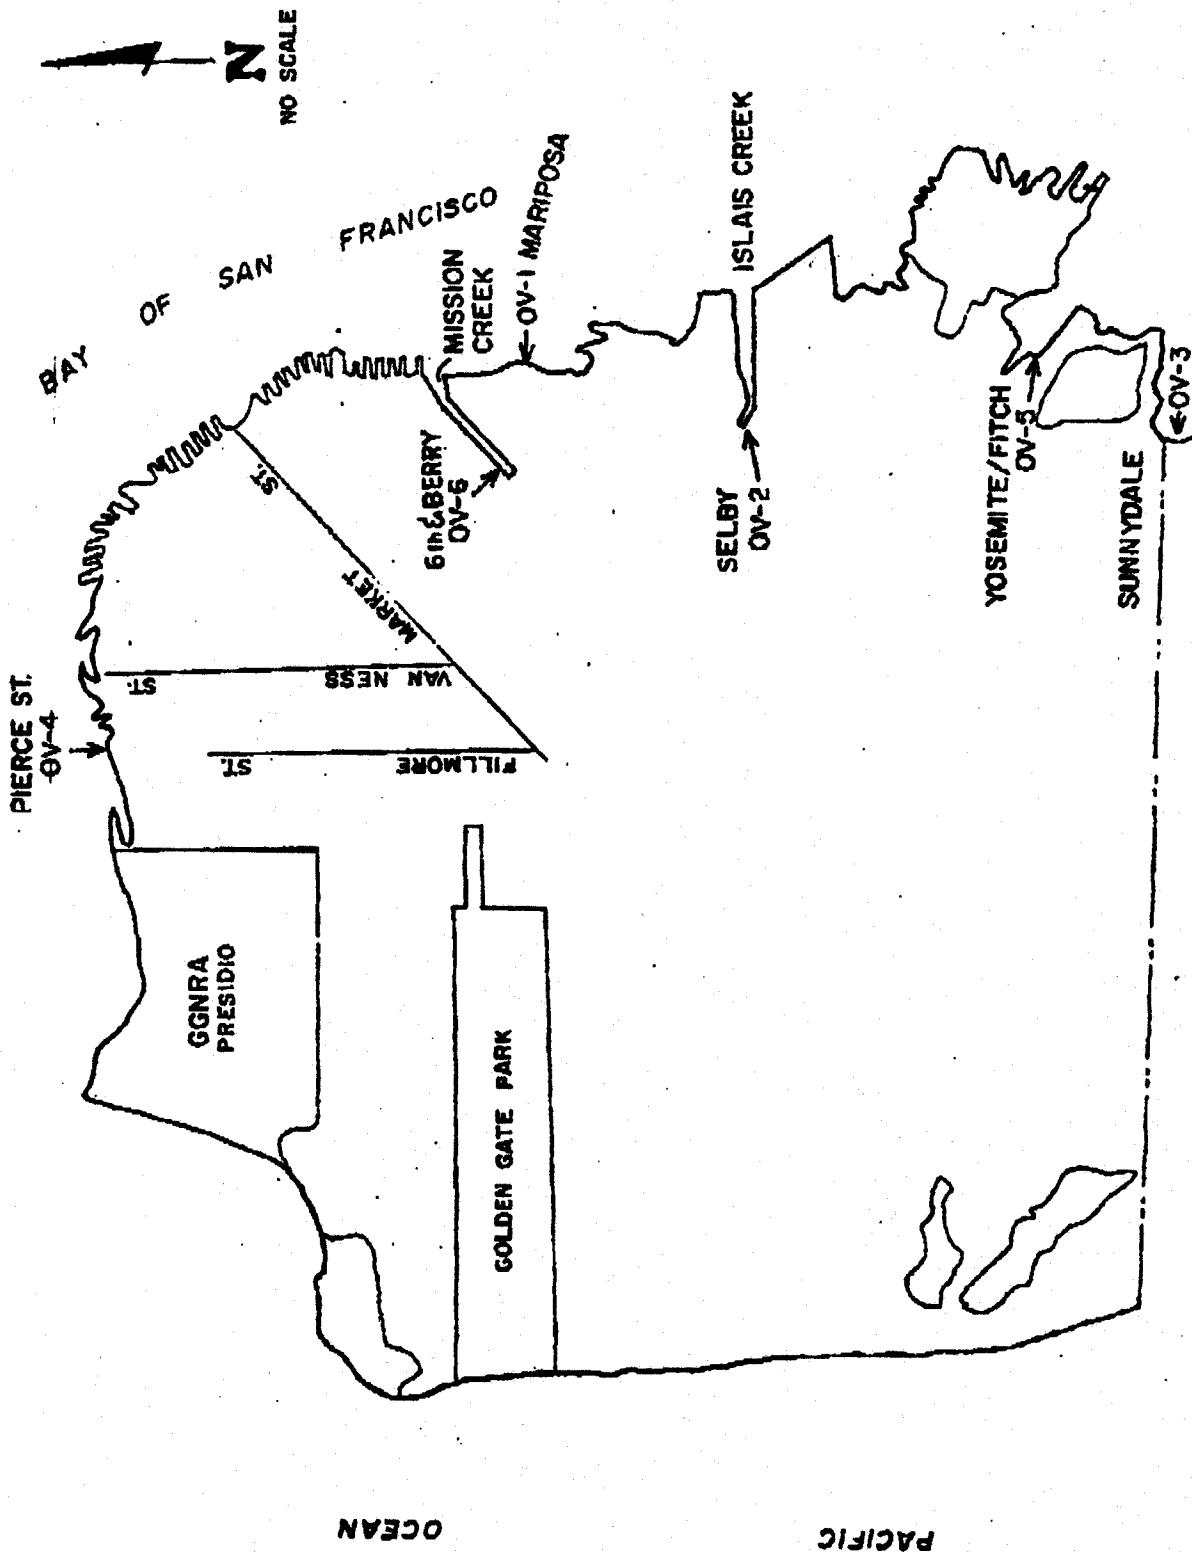 N
NO SCALE
BAY OF SAN FRANCISCO
PIERCE ST.
OV-4
MISSION
CREEK
OV-1 MARIPOSA
ISLAIS CREEK
MARKET ST.
VAN NESS ST.
FILLMORE ST.
6th & BERRY
OV-6
SELBY
OV-2
YOSEMITE/FITCH
OV-5
SUNNYDALE
OV-3
GGNRA
PRESIDIO
GOLDEN GATE PARK
PACIFIC OCEAN